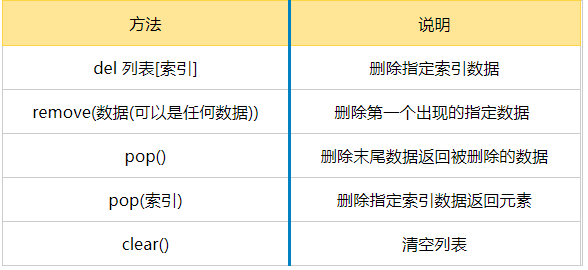 方法 说明
del 列表[索引] 删除指定索引数据
remove(数据(可以是任何数据)) 删除第一个出现的指定数据
pop() 删除末尾数据返回被删除的数据
pop(索引) 删除指定索引数据返回元素
clear() 清空列表